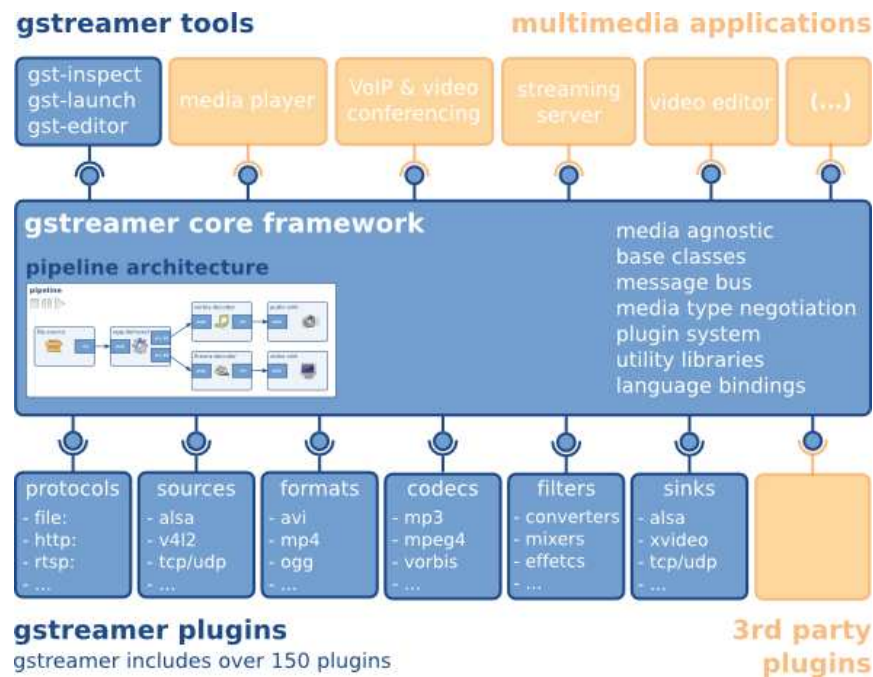 gstreamer tools
multimedia applications
gst-inspect
gst-launch
gst-editor
media player
VoIP & video
conferencing
streaming
server
video editor
(...)
gstreamer core framework
pipeline architecture
pipeline
media agnostic
base classes
message bus
media type negotiation
plugin system
utility libraries
language bindings
protocols
- file:
- http:
- rtsp:
- ...
sources
- alsa
- v4l2
- tcp/udp
- ...
formats
- avi
- mp4
- ogg
- ...
codecs
- mp3
- mpeg4
- vorbis
- ...
filters
- converters
- mixers
- effetcs
- ...
sinks
- alsa
- xvideo
- tcp/udp
- ...
gstreamer plugins
gstreamer includes over 150 plugins
3rd party
plugins